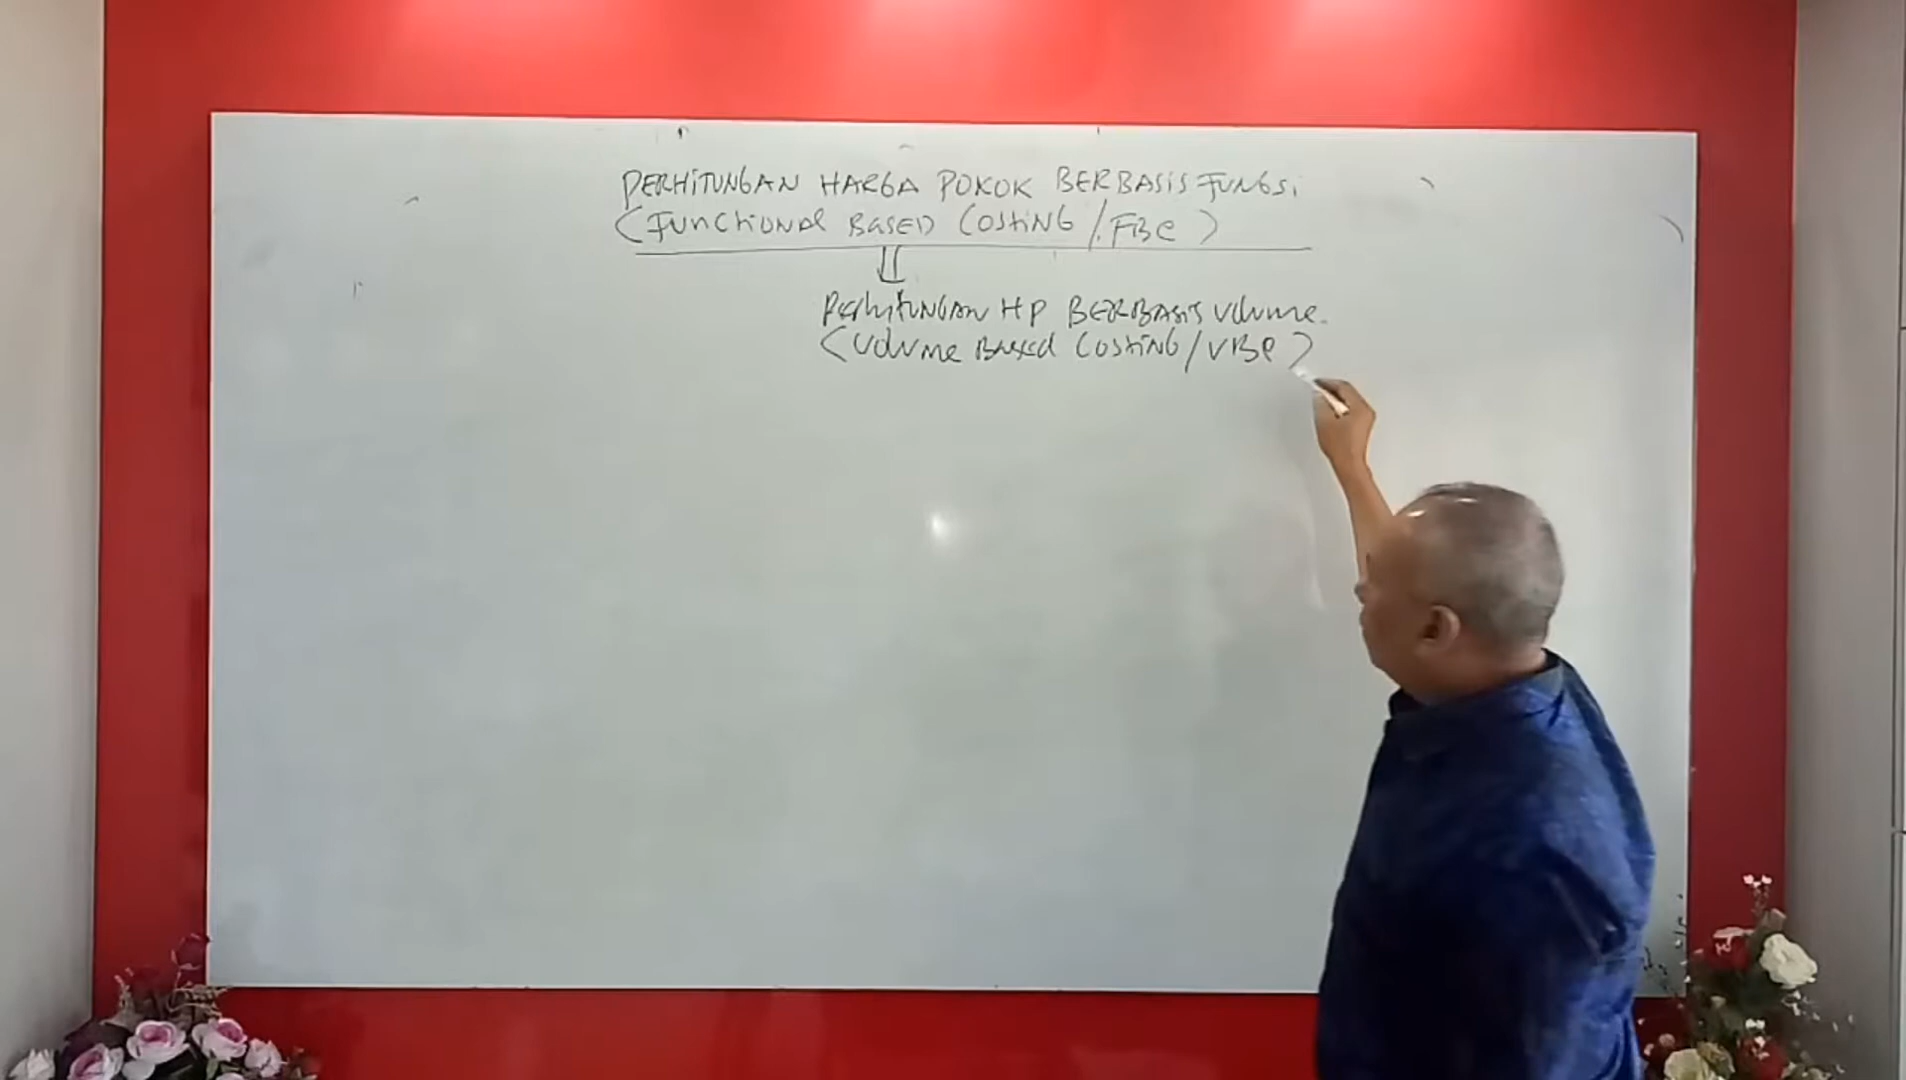 PERHITUNGAN HARGA POKOK BERBASIS FUNGSI
(FUNCTIONAL BASED COSTING / FBC)
PERHITUNGAN HP BERBASIS VOLUME.
(VOLUME BASED COSTING / VBC)